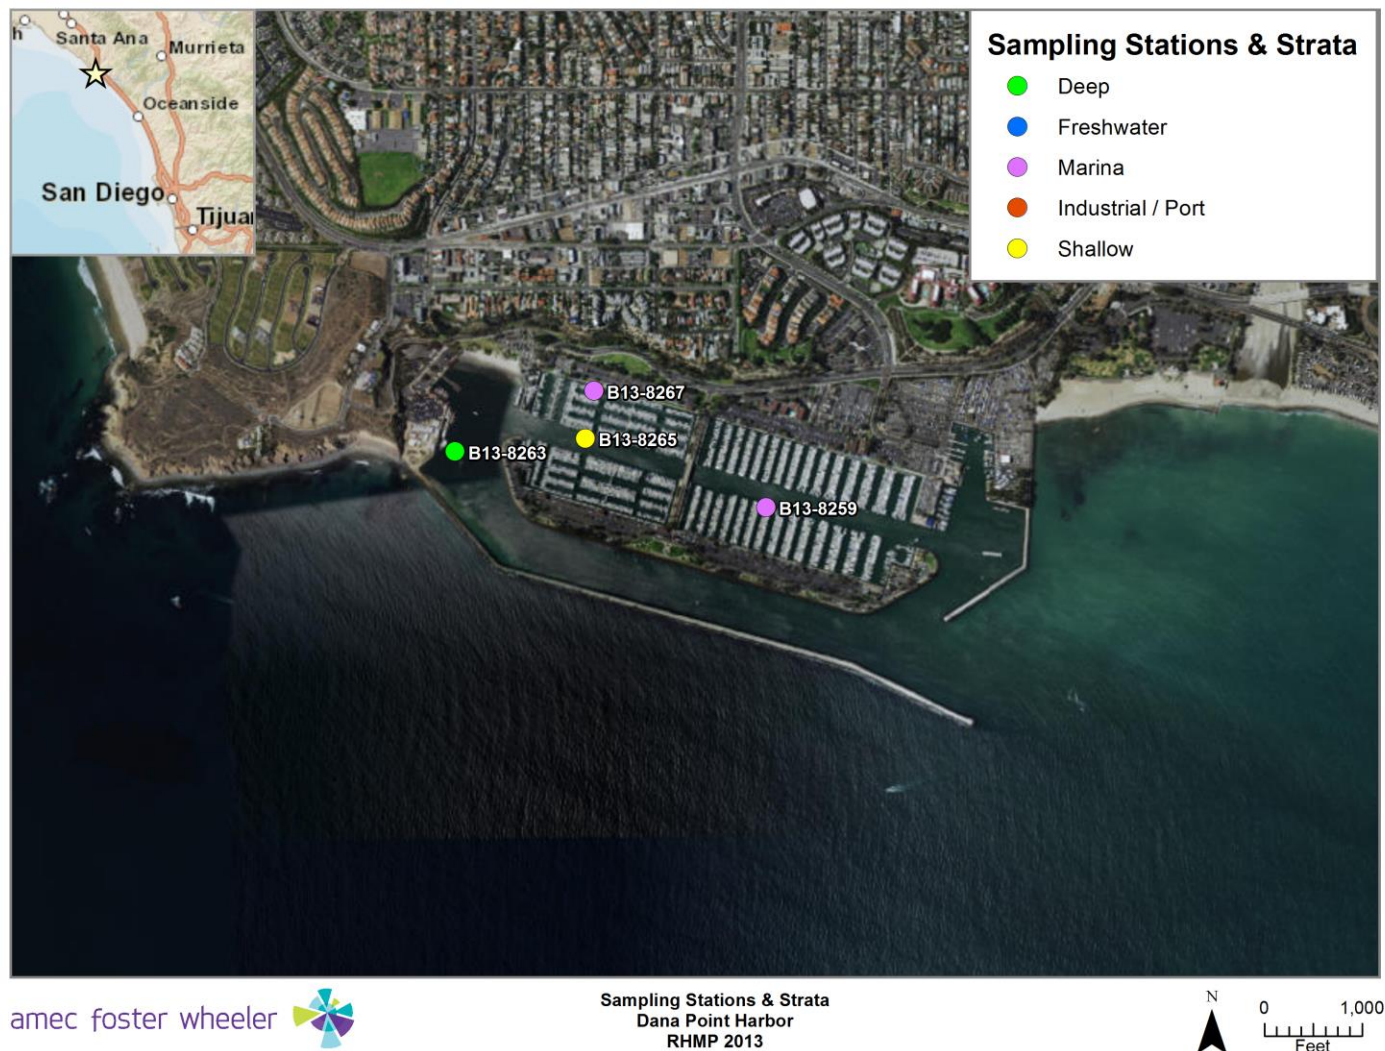 h
Santa Ana
Murrieta
Oceanside
San Diego
Tijua
Sampling Stations & Strata
Deep
Freshwater
Marina
Industrial / Port
Shallow
B13-8267
B13-8265
B13-8263
B13-8259
amec foster wheeler
Sampling Stations & Strata
Dana Point Harbor
RHMP 2013
N
0 1,000
Feet